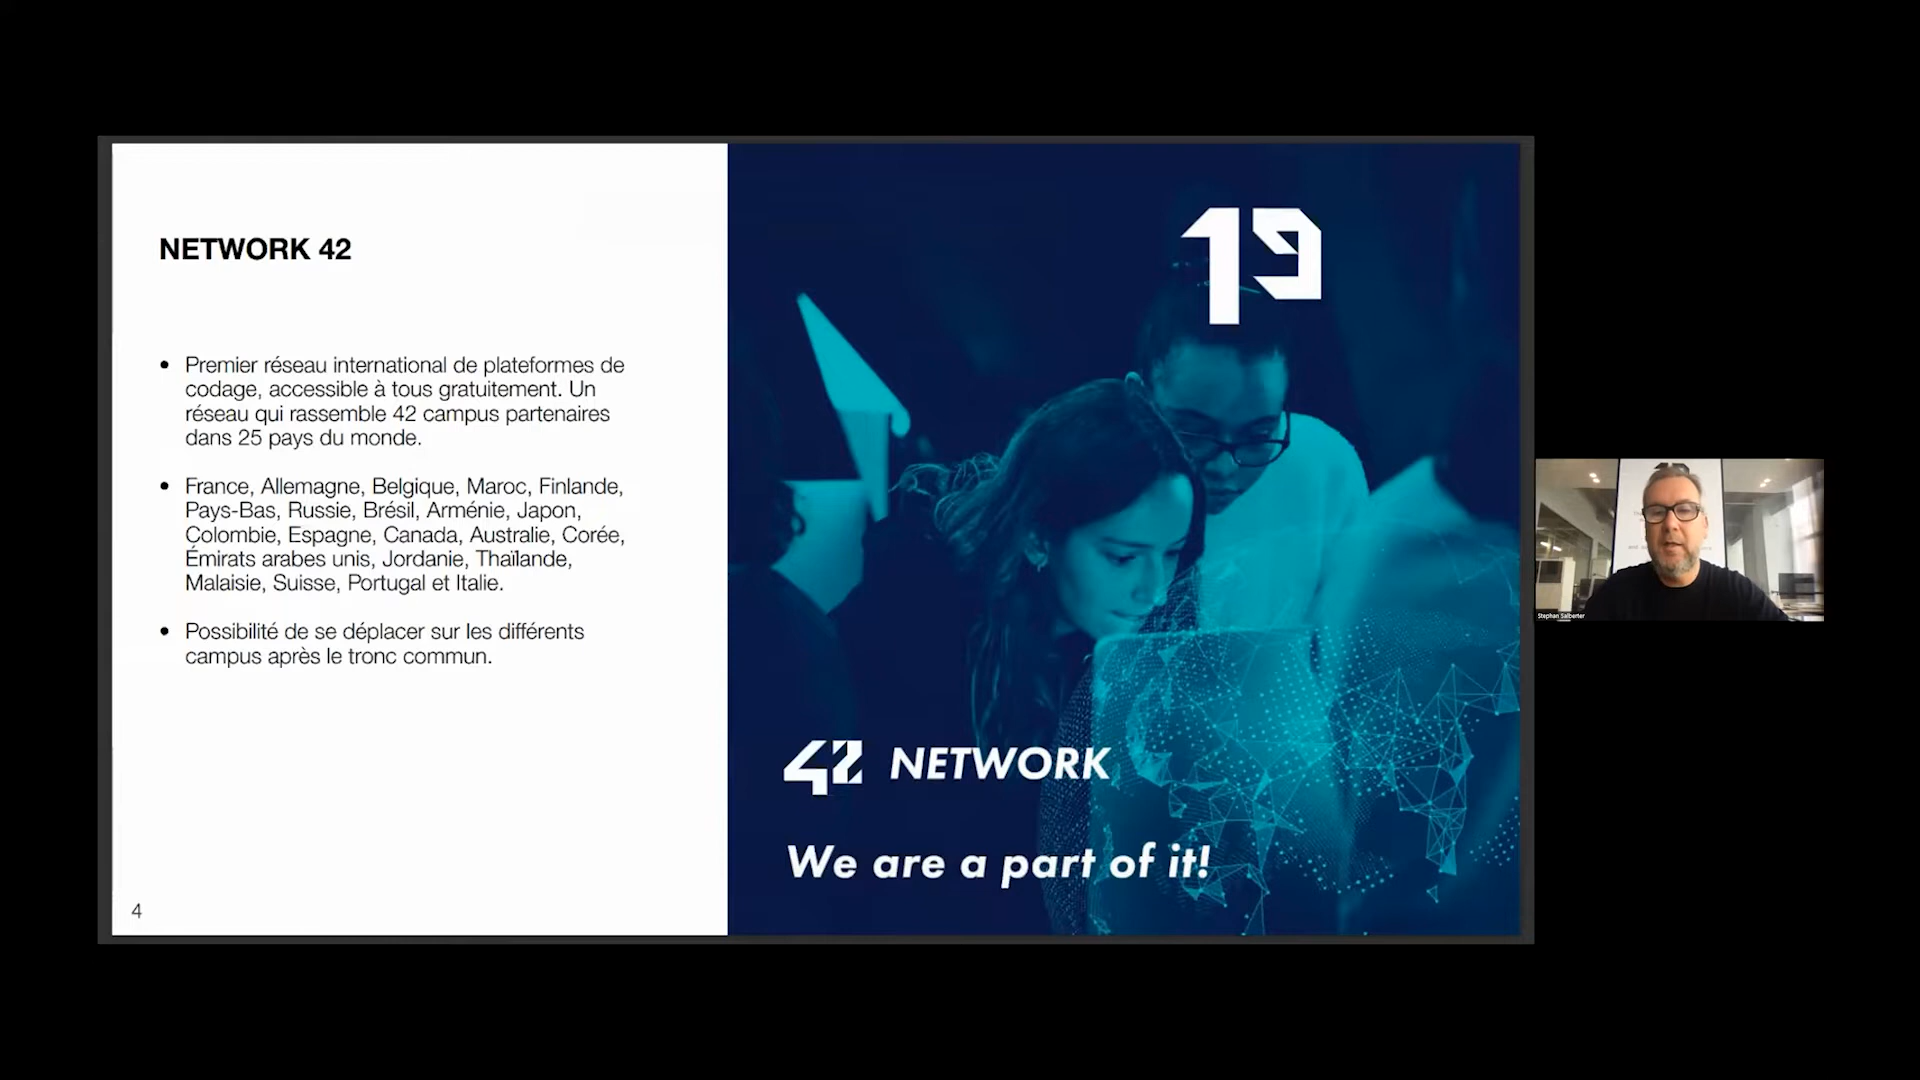 NETWORK 42
• Premier réseau international de plateformes de
codage, accessible à tous gratuitement. Un
réseau qui rassemble 42 campus partenaires
dans 25 pays du monde.
• France, Allemagne, Belgique, Maroc, Finlande,
Pays-Bas, Russie, Brésil, Arménie, Japon,
Colombie, Espagne, Canada, Australie, Corée,
Émirats arabes unis, Jordanie, Thaïlande,
Malaisie, Suisse, Portugal et Italie.
• Possibilité de se déplacer sur les différents
campus après le tronc commun.
4
19
42 NETWORK
We are a part of it!
Stephan Salberter